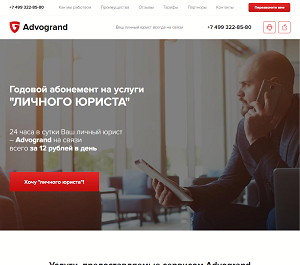 +7 499 322-85-80 Как мы работаем Преимущества Отзывы Тарифы Партнеры Контакты Перезвоните мне
Advogrand Ваш личный юрист всегда на связи +7 499 322-85-80
Годовой абонемент на услуги
"ЛИЧНОГО ЮРИСТА"
24 часа в сутки Ваш личный юрист
– Advogrand на связи
всего за 12 рублей в день
Хочу "личного юриста"!
Услуги, предоставляемые сервисом Advogrand